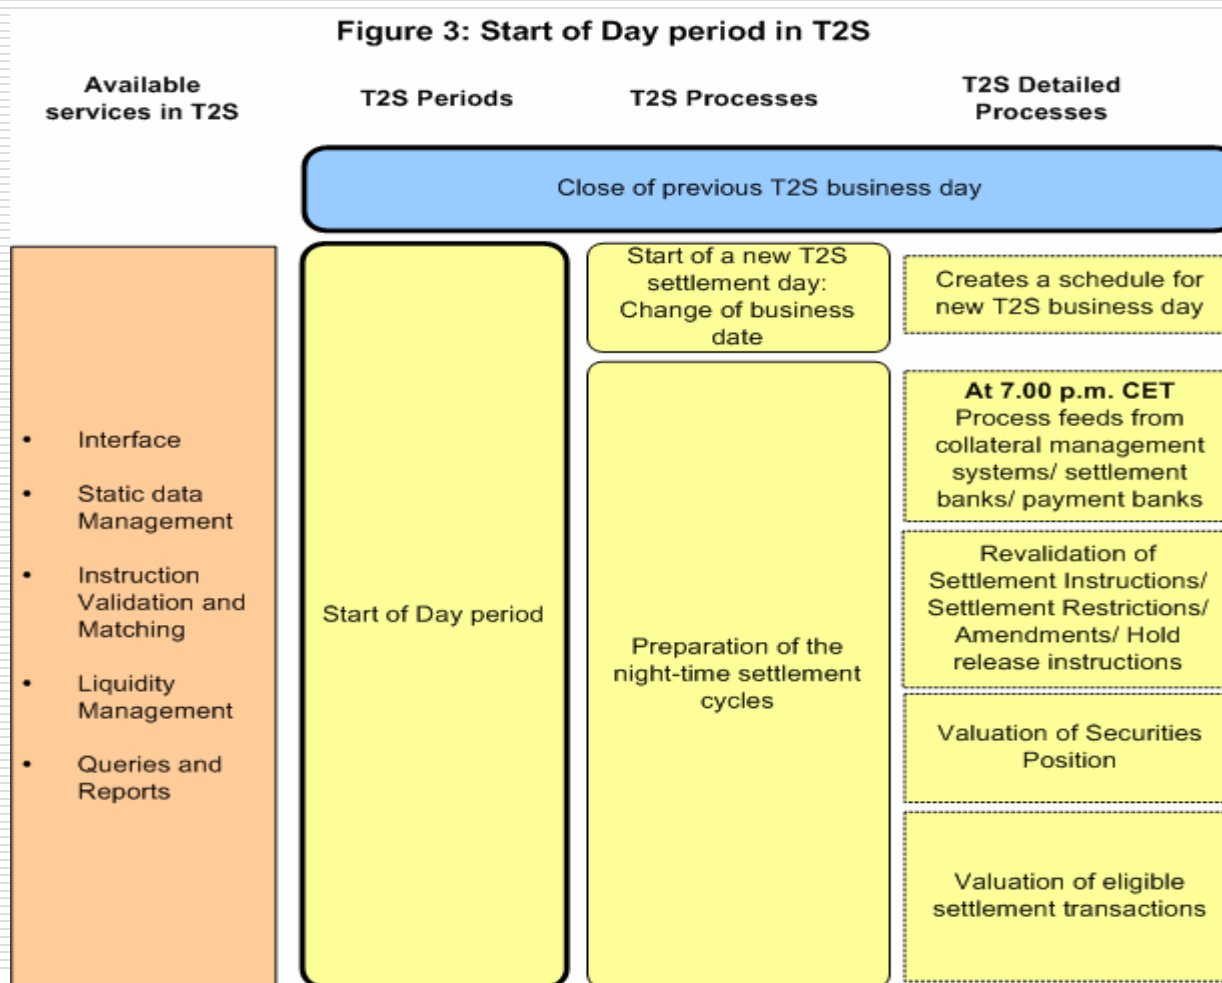 Figure 3: Start of Day period in T2S
Available
services in T2S
T2S Periods
T2S Processes
T2S Detailed
Processes
Close of previous T2S business day
• Interface
• Static data
Management
• Instruction
Validation and
Matching
• Liquidity
Management
• Queries and
Reports
Start of Day period
Start of a new T2S
settlement day:
Change of business
date
Preparation of the
night-time settlement
cycles
Creates a schedule for
new T2S business day
At 7.00 p.m. CET
Process feeds from
collateral management
systems/ settlement
banks/ payment banks
Revalidation of
Settlement Instructions/
Settlement Restrictions/
Amendments/ Hold
release instructions
Valuation of Securities
Position
Valuation of eligible
settlement transactions